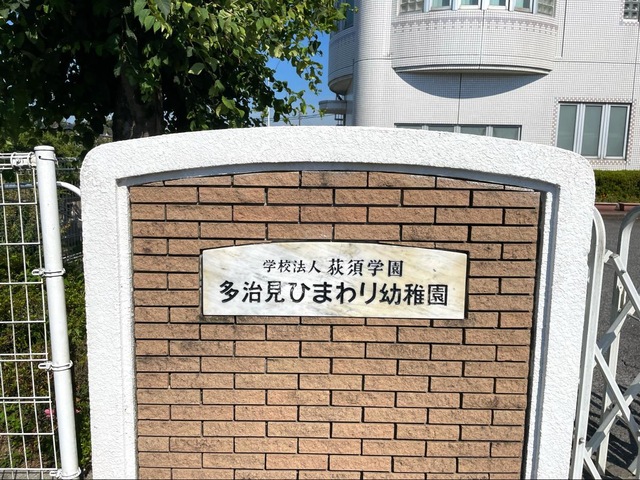 学校法人 荻須学園
多治見ひまわり幼稚園